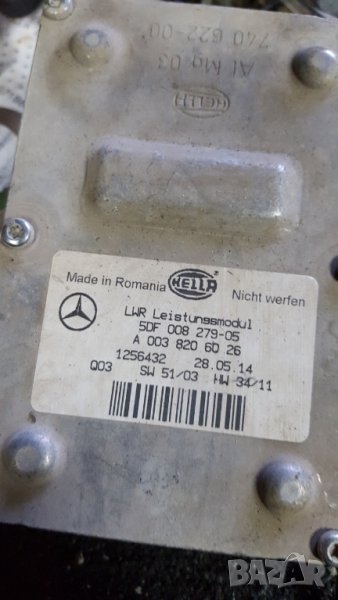 740 622-00
Al Mg 03
HELLA
Made in Romania HELLA Nicht werfen
LWR Leistungsmodul
5DF 008 279-05
A 003 820 60 26
1256432 28.05.14
Q03 SW 51/03 HW 34/11
BAZAR